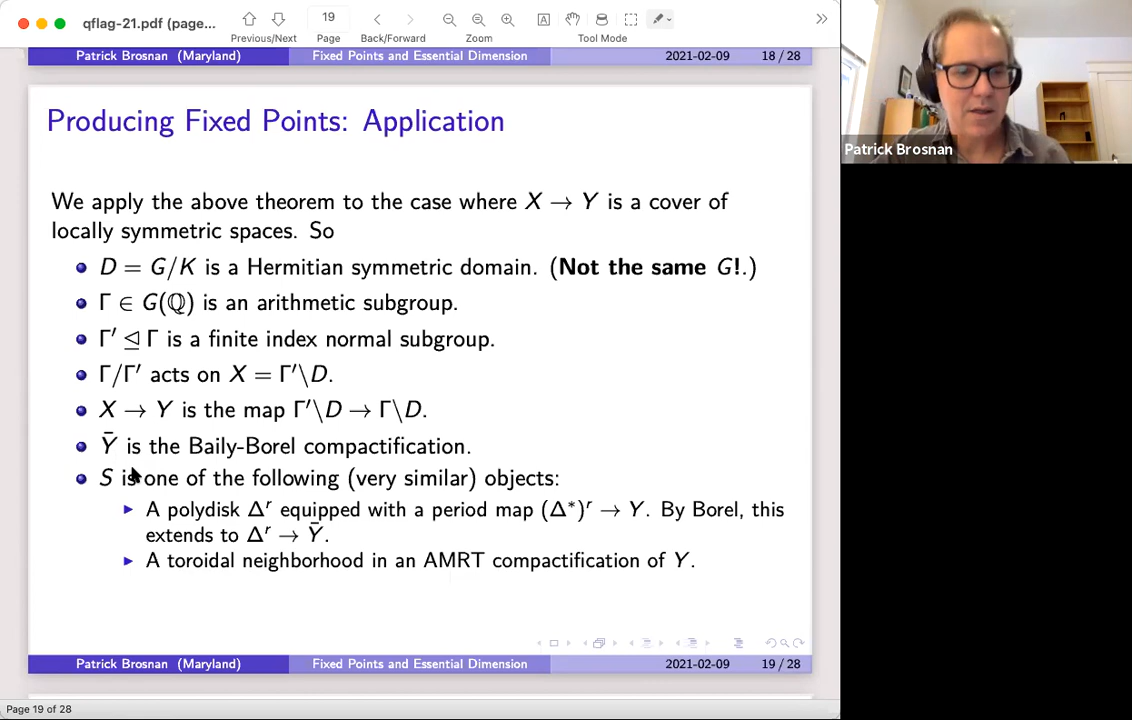 qflag-21.pdf (page...
19
Previous/Next
Page
Back/Forward
Zoom
Tool Mode
Patrick Brosnan (Maryland)
Fixed Points and Essential Dimension
2021-02-09
18 / 28
Producing Fixed Points: Application
We apply the above theorem to the case where X → Y is a cover of
locally symmetric spaces. So
D = G/K is a Hermitian symmetric domain. (Not the same G!.)
Γ ∈ G(ℚ) is an arithmetic subgroup.
Γ′ ⊴ Γ is a finite index normal subgroup.
Γ/Γ′ acts on X = Γ′\D.
X → Y is the map Γ′\D → Γ\D.
Ȳ is the Baily-Borel compactification.
S is one of the following (very similar) objects:
A polydisk Δʳ equipped with a period map (Δ*)ʳ → Y. By Borel, this
extends to Δʳ → Ȳ.
A toroidal neighborhood in an AMRT compactification of Y.
Patrick Brosnan (Maryland)
Fixed Points and Essential Dimension
2021-02-09
19 / 28
Page 19 of 28
Patrick Brosnan